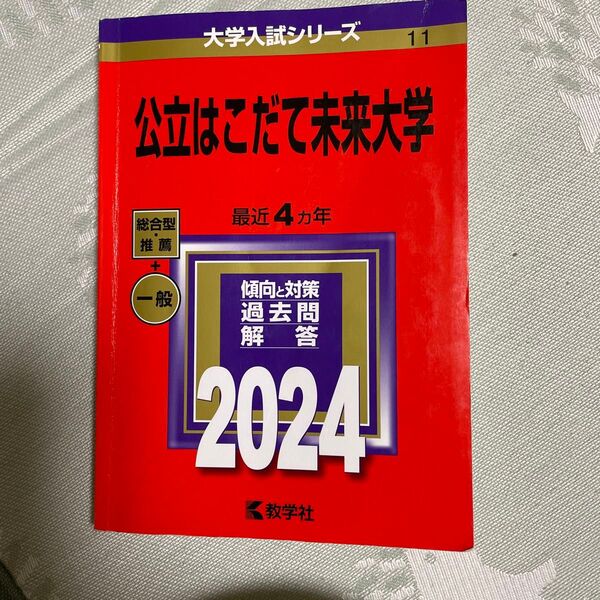 大学入試シリーズ
11
公立はこだて未来大学
最近4カ年
総合型・
推薦
+
一般
傾向と対策
過去問
解答
2024
教学社